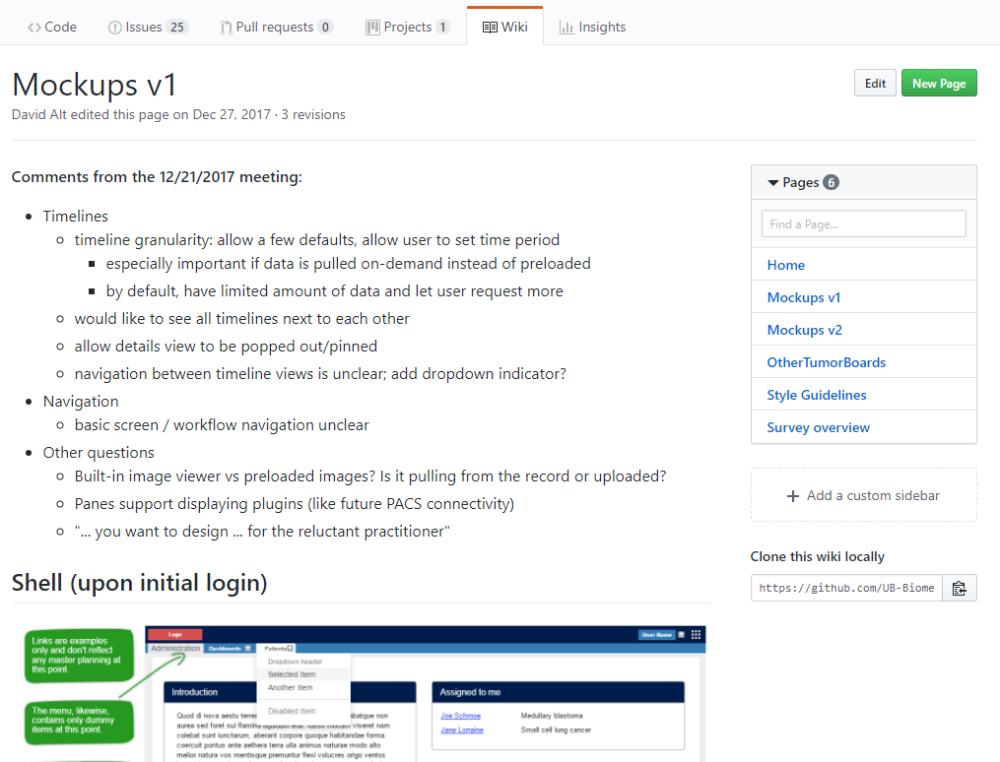 Code Issues 25 Pull requests 0 Projects 1 Wiki Insights
Mockups v1
Edit New Page
David Alt edited this page on Dec 27, 2017 · 3 revisions
Comments from the 12/21/2017 meeting:
Timelines
timeline granularity: allow a few defaults, allow user to set time period
especially important if data is pulled on-demand instead of preloaded
by default, have limited amount of data and let user request more
would like to see all timelines next to each other
allow details view to be popped out/pinned
navigation between timeline views is unclear; add dropdown indicator?
Navigation
basic screen / workflow navigation unclear
Other questions
Built-in image viewer vs preloaded images? Is it pulling from the record or uploaded?
Panes support displaying plugins (like future PACS connectivity)
"... you want to design ... for the reluctant practitioner"
Shell (upon initial login)
Links are examples
only and don't reflect
any master planning at
this point.
The menu, likewise,
contains only dummy
items at this point.
Logo
User Name
Administration Dashboards Patients
Dropdown header
Selected Item
Another Item
Disabled Item
Introduction
Quod di nova aestu terre
abatque non
aurea sed foret sui flamina
viseret nam
colebat sunt iunctarum, aberant corpore quoque habitandae forma
coercuit pontus ante aethera terra ulla animus naturae modo alto
melior natura vos mentisque premuntur flexi volucres origo ventos
Assigned to me
Joe Schmoe Medullary blastoma
Jane Lorraine Small cell lung cancer
Pages 6
Find a Page...
Home
Mockups v1
Mockups v2
OtherTumorBoards
Style Guidelines
Survey overview
Add a custom sidebar
Clone this wiki locally
https://github.com/UB-Biome